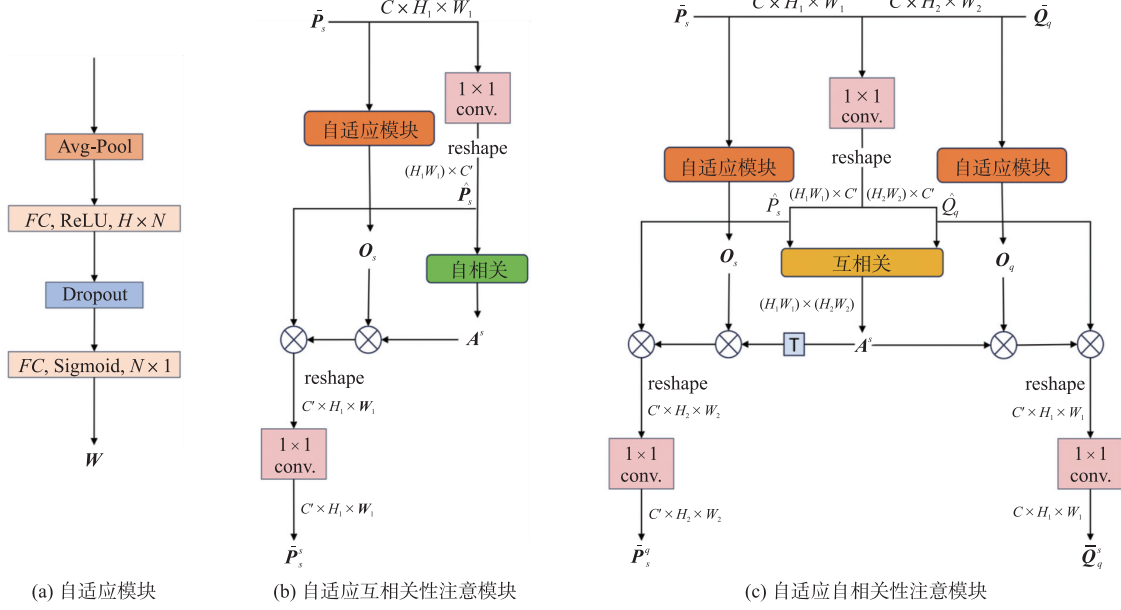 Avg-Pool
FC, ReLU, H × N
Dropout
FC, Sigmoid, N × 1
W
(a) 自适应模块
P̄ₛ
C × H₁ × W₁
1 × 1
conv.
自适应模块
reshape
(H₁W₁) × C′
P̂ₛ
Oₛ
自相关
Aˢ
reshape
C′ × H₁ × W₁
1 × 1
conv.
C′ × H₁ × W₁
P̄ₛˢ
(b) 自适应互相关性注意模块
P̄ₛ
C × H₁ × W₁
C × H₂ × W₂
Q̄_q
1 × 1
conv.
自适应模块
reshape
自适应模块
P̂ₛ
(H₁W₁) × C′
(H₂W₂) × C′
Q̂_q
Oₛ
互相关
O_q
(H₁W₁) × (H₂W₂)
T
Aˢ
reshape
reshape
C′ × H₂ × W₂
C′ × H₁ × W₁
1 × 1
conv.
1 × 1
conv.
C′ × H₂ × W₂
C × H₁ × W₁
P̄ₛ^q
Q̄_q^s
(c) 自适应自相关性注意模块